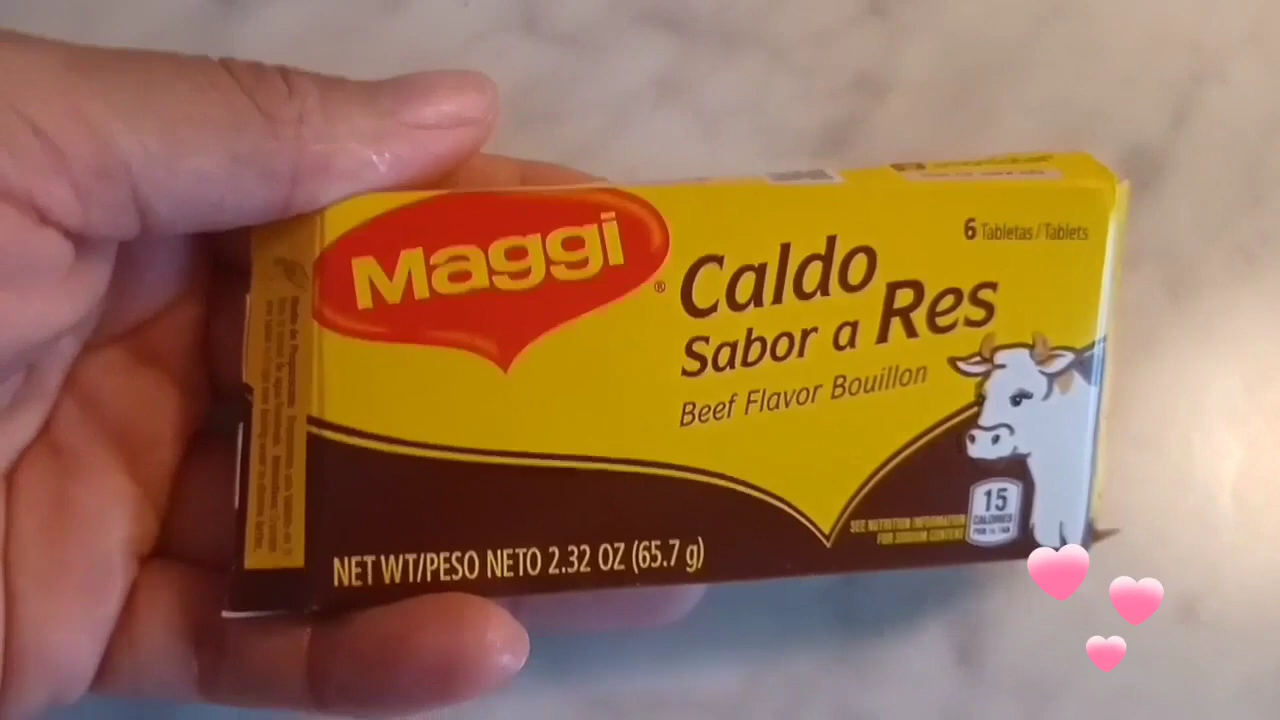 Maggi®
6 Tabletas/Tablets
Caldo
Sabor a Res
Beef Flavor Bouillon
15
CALORIES
SEE NUTRITION INFORMATION
FOR SODIUM CONTENT
NET WT/PESO NETO 2.32 OZ (65.7 g)